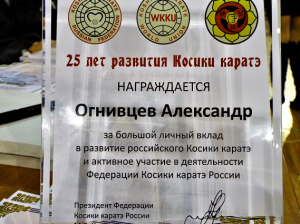 WKKU
25 лет развития Косики каратэ
НАГРАЖДАЕТСЯ
Огнивцев Александр
за большой личный вклад
в развитие российского Косики каратэ
и активное участие в деятельности
Федерации Косики каратэ России
Президент Федерации
Косики каратэ России